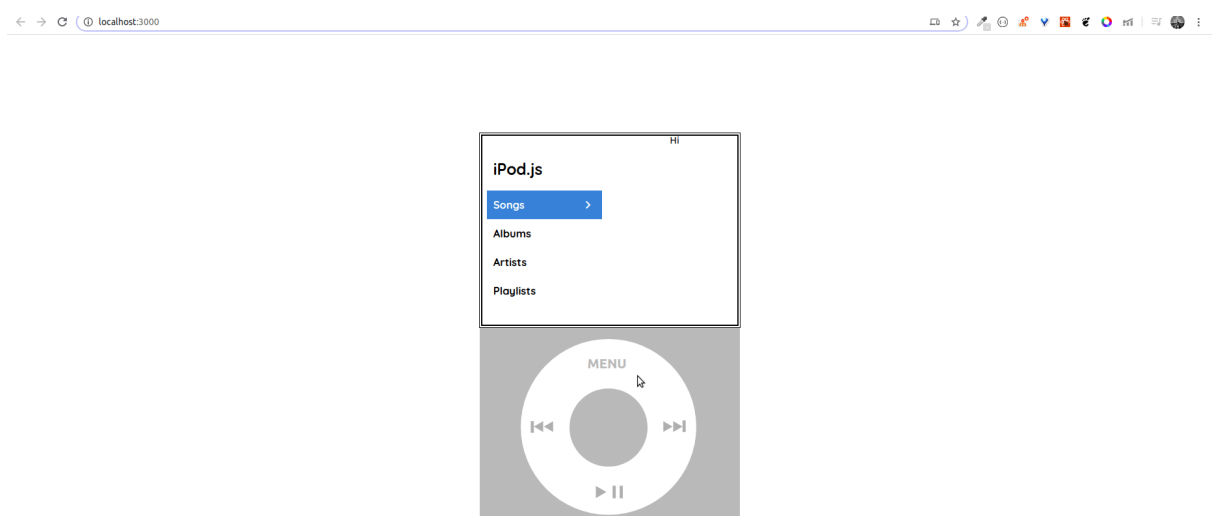 localhost:3000
Hi
iPod.js
Songs
Albums
Artists
Playlists
MENU